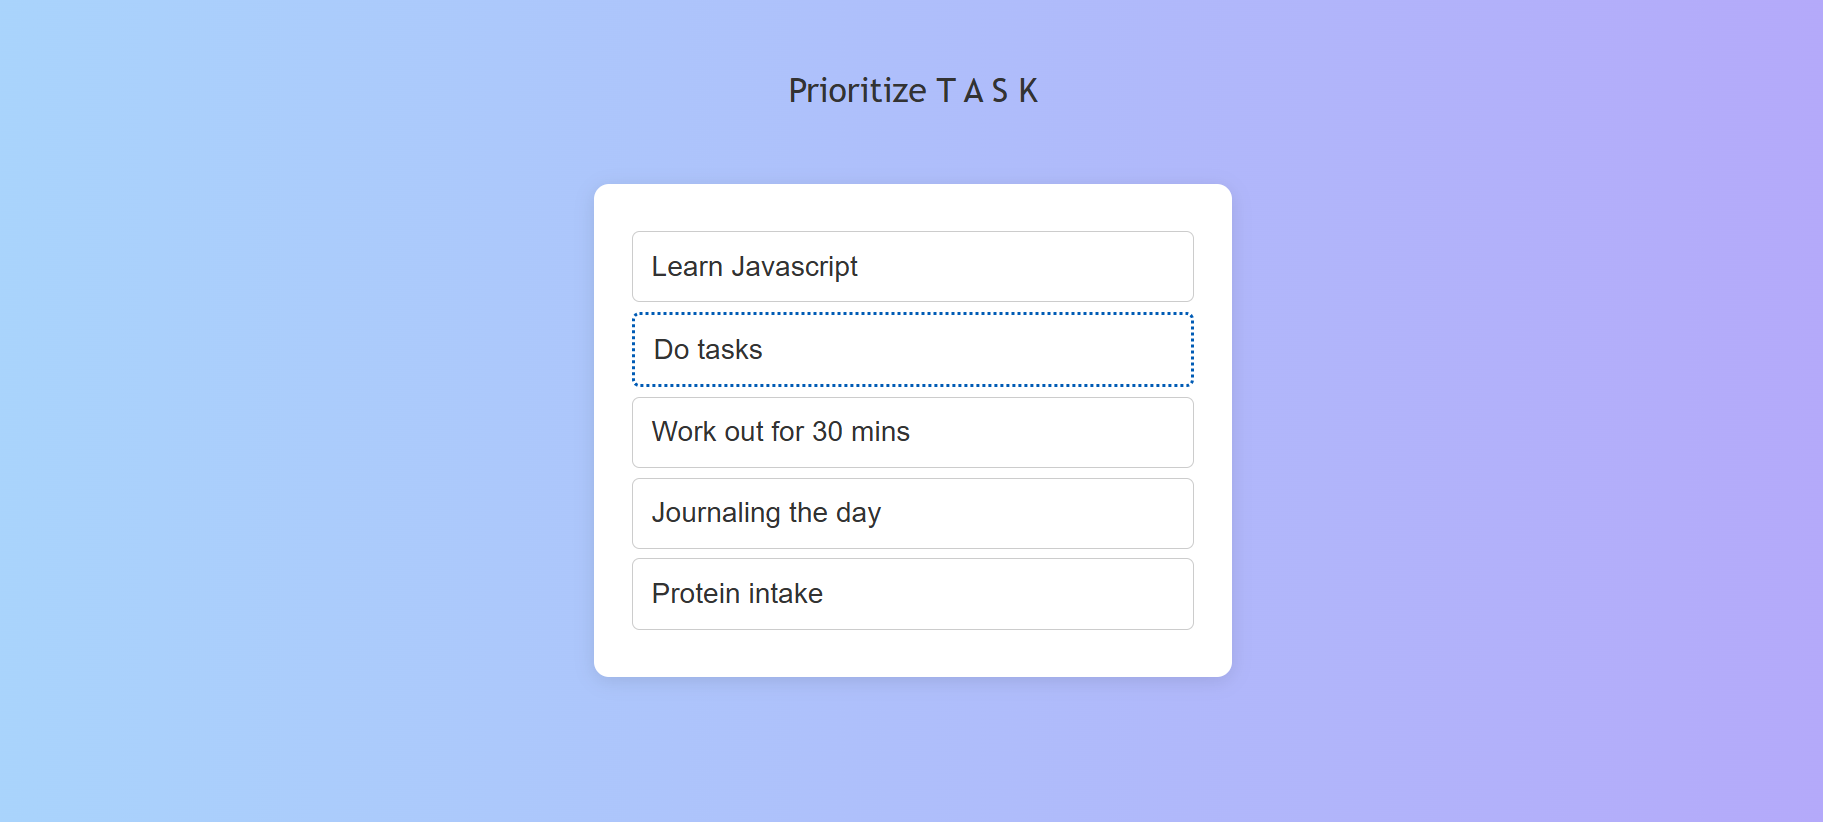 Prioritize T A S K
Learn Javascript
Do tasks
Work out for 30 mins
Journaling the day
Protein intake